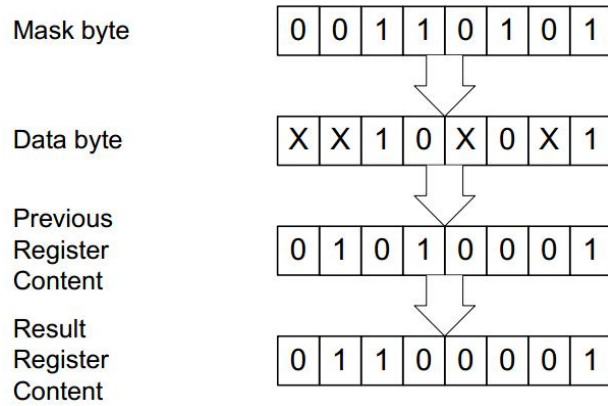 Mask byte 0 0 1 1 0 1 0 1
Data byte X X 1 0 X 0 X 1
Previous
Register 0 1 0 1 0 0 0 1
Content
Result
Register 0 1 1 0 0 0 0 1
Content